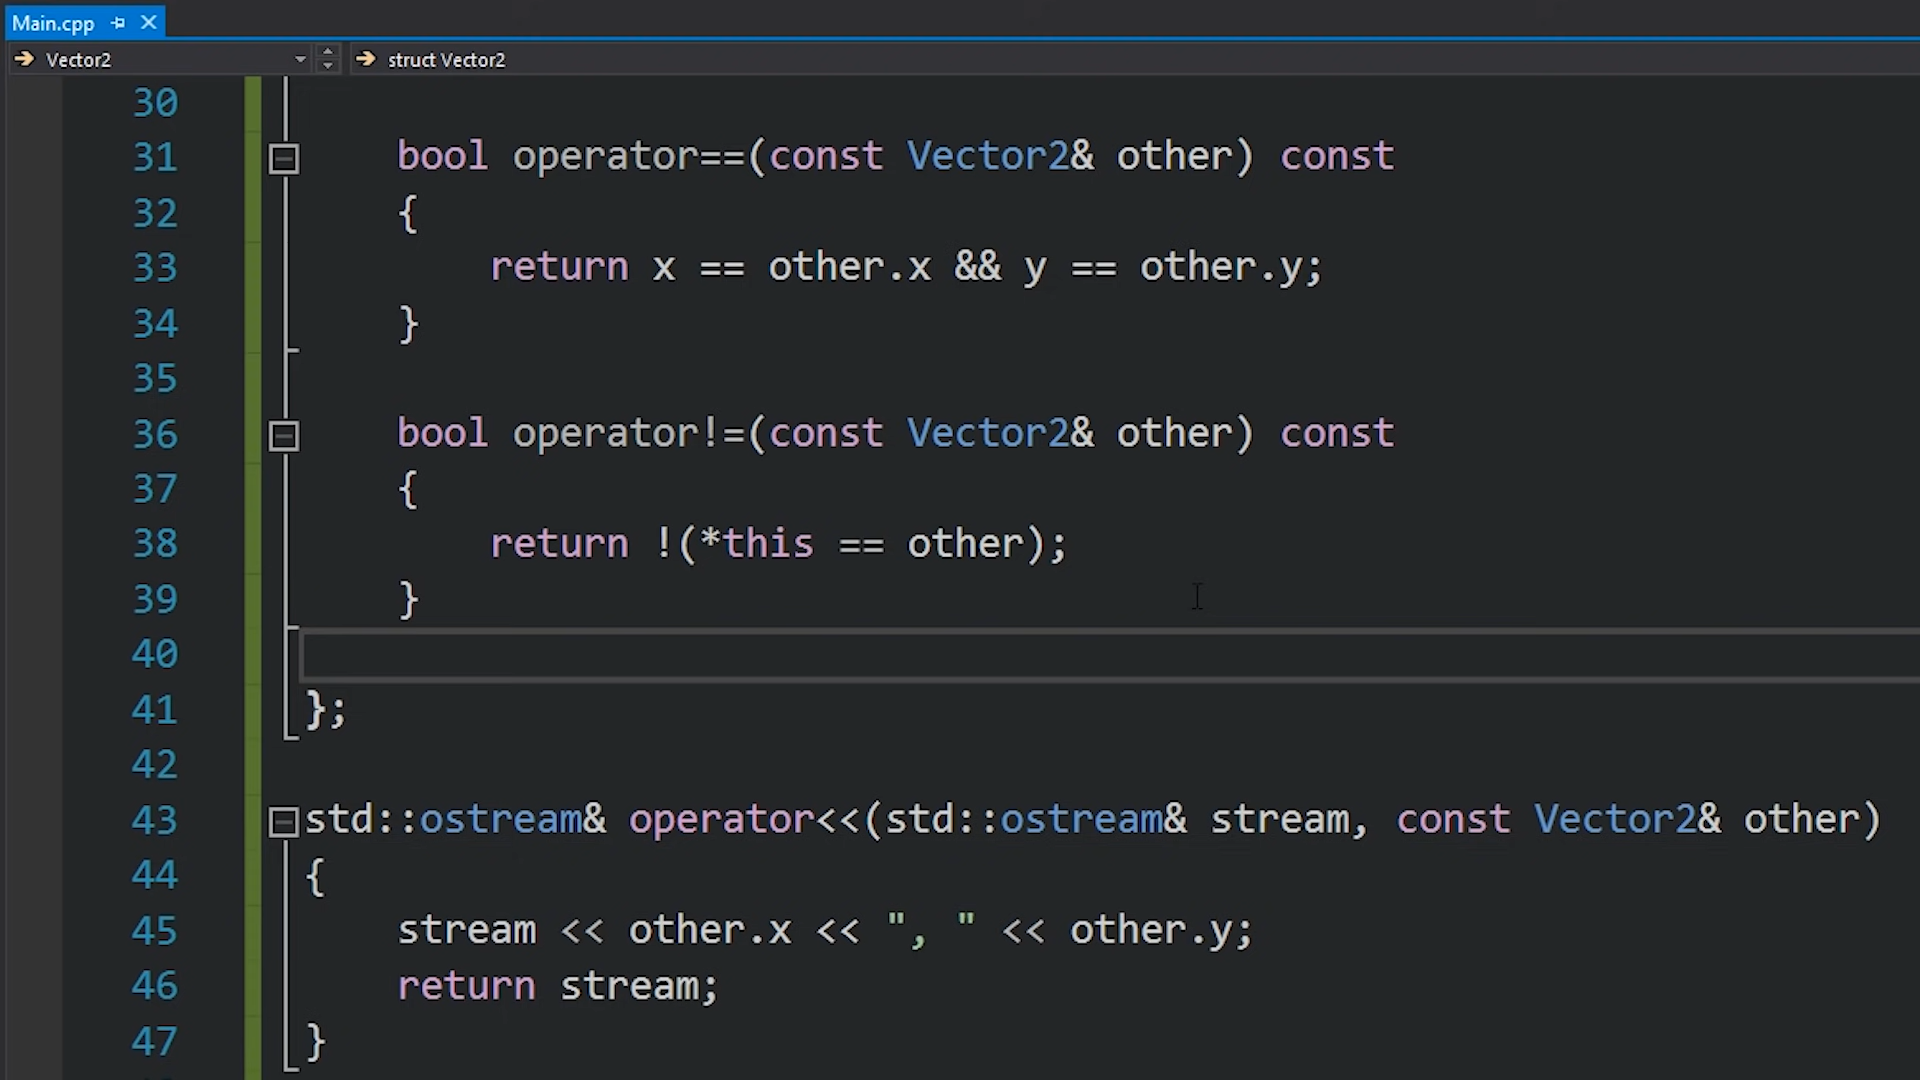 Main.cpp
Vector2 struct Vector2
30
31 bool operator==(const Vector2& other) const
32 {
33 return x == other.x && y == other.y;
34 }
35
36 bool operator!=(const Vector2& other) const
37 {
38 return !(*this == other);
39 }
40
41 };
42
43 std::ostream& operator<<(std::ostream& stream, const Vector2& other)
44 {
45 stream << other.x << ", " << other.y;
46 return stream;
47 }